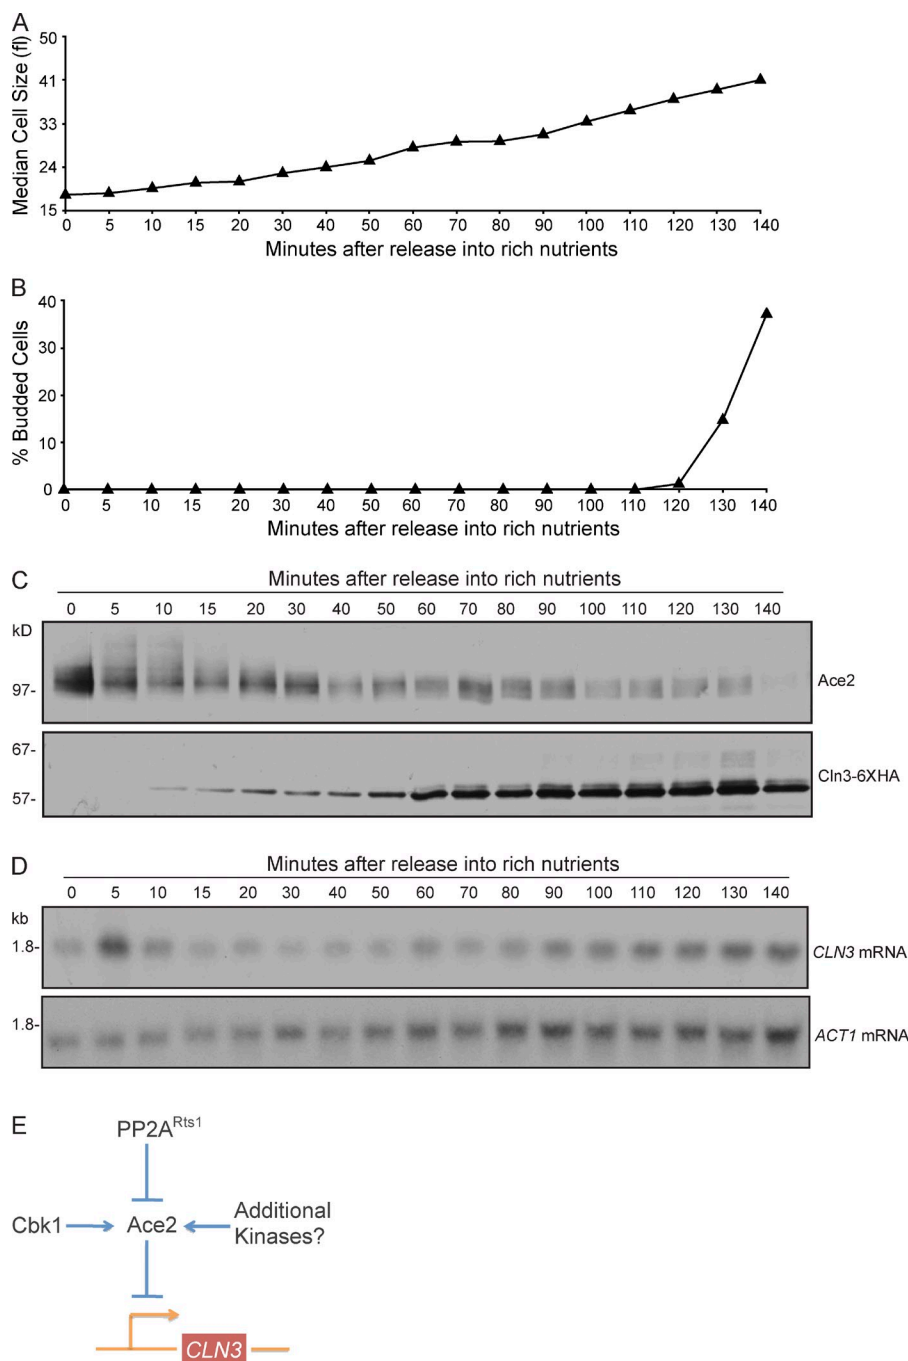 A
Median Cell Size (fl)
50
41
33
24
15
0 5 10 15 20 30 40 50 60 70 80 90 100 110 120 130 140
Minutes after release into rich nutrients
B
% Budded Cells
40
30
20
10
0
0 5 10 15 20 30 40 50 60 70 80 90 100 110 120 130 140
Minutes after release into rich nutrients
C
Minutes after release into rich nutrients
0 5 10 15 20 30 40 50 60 70 80 90 100 110 120 130 140
kD
97-
Ace2
67-
57-
Cln3-6XHA
D
Minutes after release into rich nutrients
0 5 10 15 20 30 40 50 60 70 80 90 100 110 120 130 140
kb
1.8-
CLN3 mRNA
1.8-
ACT1 mRNA
E
PP2A^Rts1
Cbk1 Ace2 Additional
Kinases?
CLN3